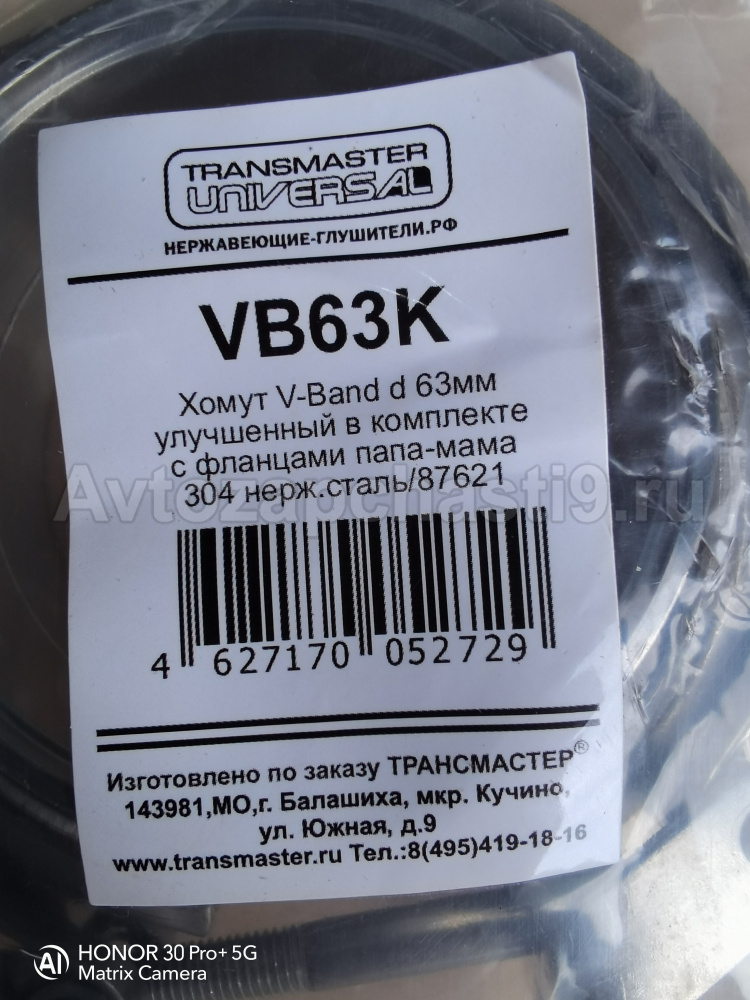 TRANSMASTER
UNIVERSAL
НЕРЖАВЕЮЩИЕ-ГЛУШИТЕЛИ.РФ
VB63K
Хомут V-Band d 63мм
улучшенный в комплекте
с фланцами папа-мама
304 нерж.сталь/87621
Avtozapchasti9.ru
4 627170 052729
Изготовлено по заказу ТРАНСМАСТЕР®
143981,МО,г. Балашиха, мкр. Кучино,
ул. Южная, д.9
www.transmaster.ru Тел.:8(495)419-18-16
AI HONOR 30 Pro+ 5G
Matrix Camera